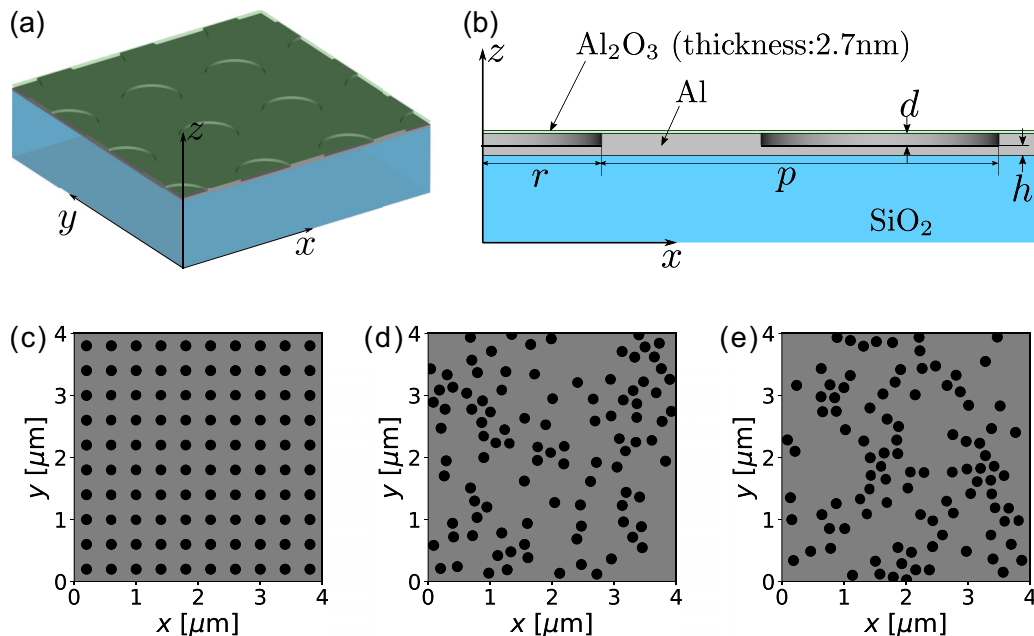 (a)
z
y
x
(b)
z
Al₂O₃ (thickness:2.7nm)
Al
d
r
p
h
SiO₂
x
(c)
4
3
2
1
0
y [μm]
0 1 2 3 4
x [μm]
(d)
4
3
2
1
0
y [μm]
0 1 2 3 4
x [μm]
(e)
4
3
2
1
0
y [μm]
0 1 2 3 4
x [μm]